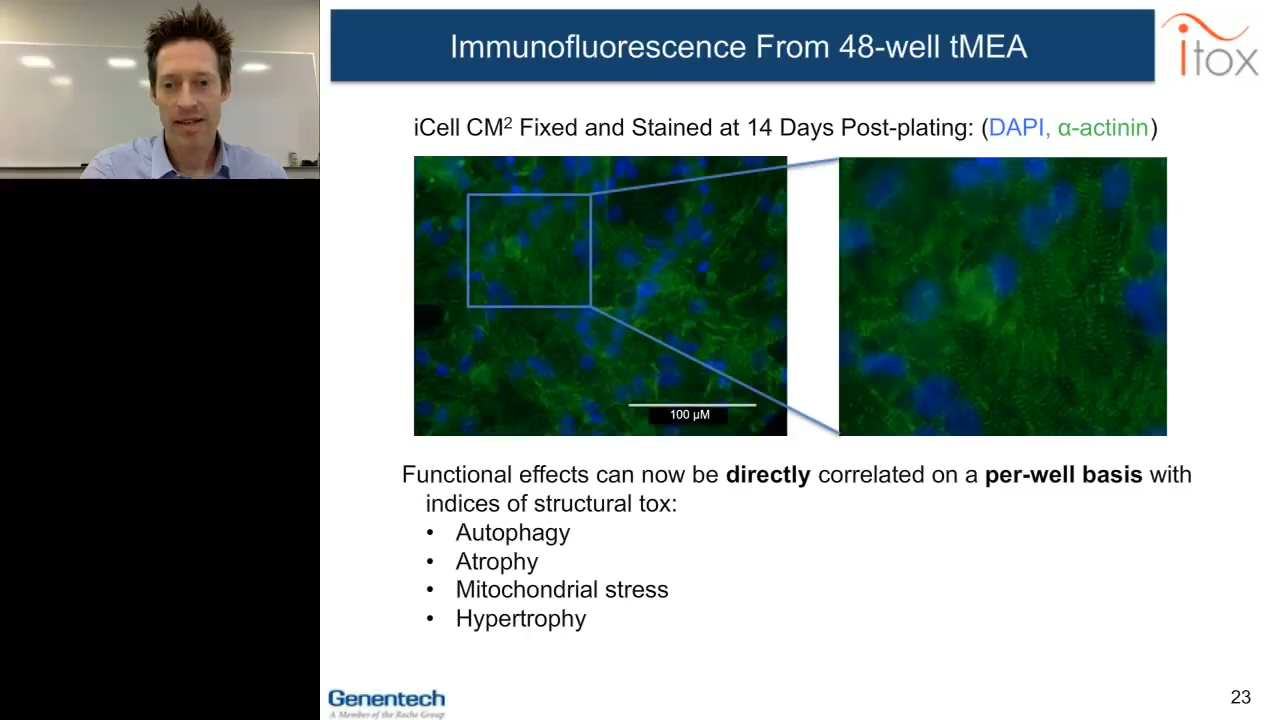 Immunofluorescence From 48-well tMEA
itox
iCell CM² Fixed and Stained at 14 Days Post-plating: (DAPI, α-actinin)
100 µM
Functional effects can now be directly correlated on a per-well basis with
indices of structural tox:
• Autophagy
• Atrophy
• Mitochondrial stress
• Hypertrophy
Genentech
A Member of the Roche Group
23